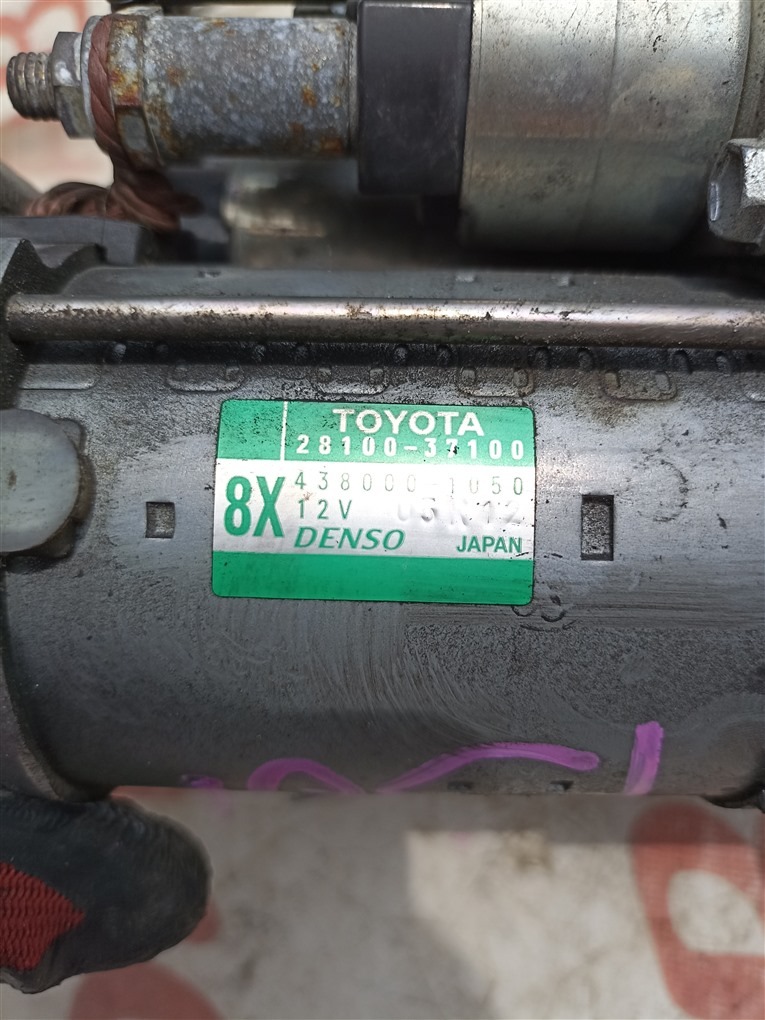 TOYOTA
28100-37100
8X
438000-1050
12V
DENSO JAPAN